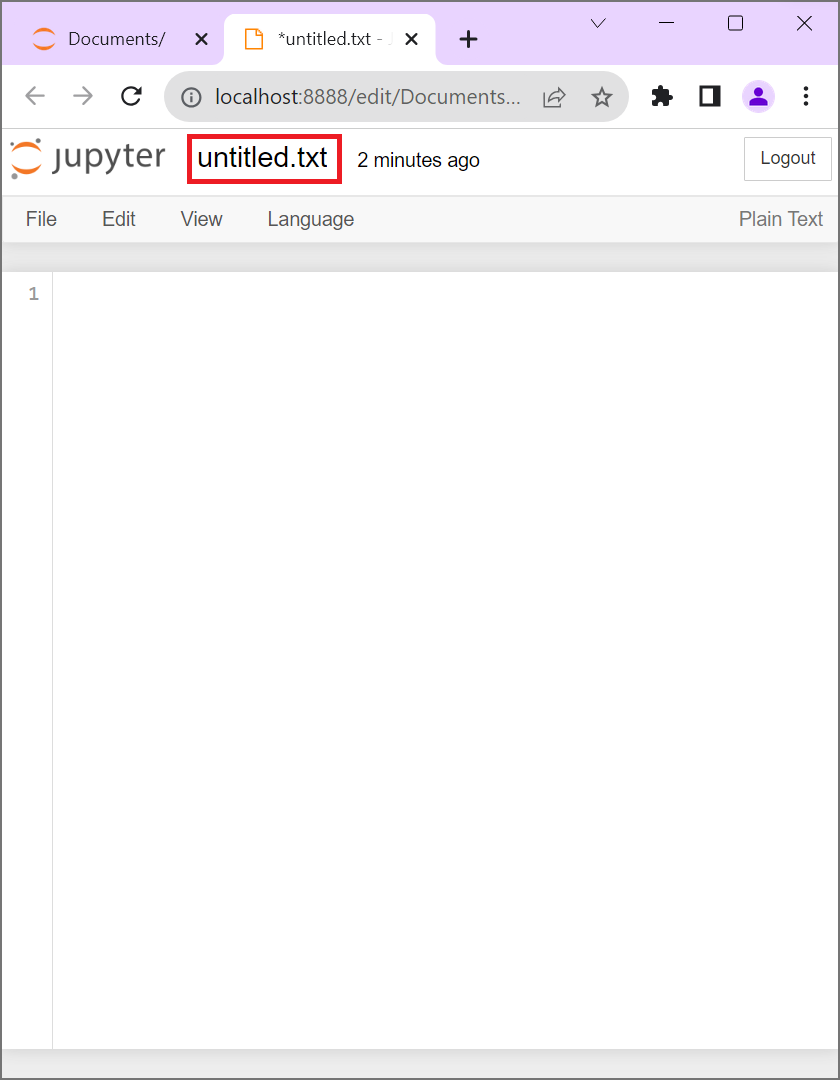 Documents/
*untitled.txt -
localhost:8888/edit/Documents...
jupyter untitled.txt 2 minutes ago Logout
File Edit View Language Plain Text
1